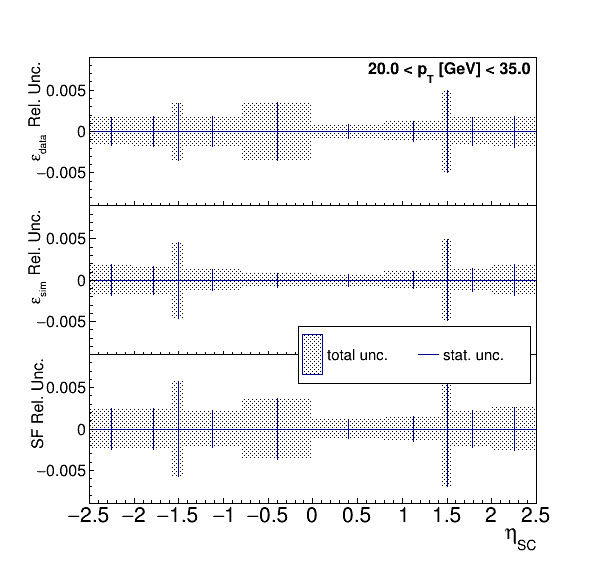 20.0 < p_T [GeV] < 35.0
ε_data Rel. Unc.
0.005
0
−0.005
ε_sim Rel. Unc.
0.005
0
−0.005
total unc.
stat. unc.
SF Rel. Unc.
0.005
0
−0.005
−2.5 −2 −1.5 −1 −0.5 0 0.5 1 1.5 2 2.5
η_SC